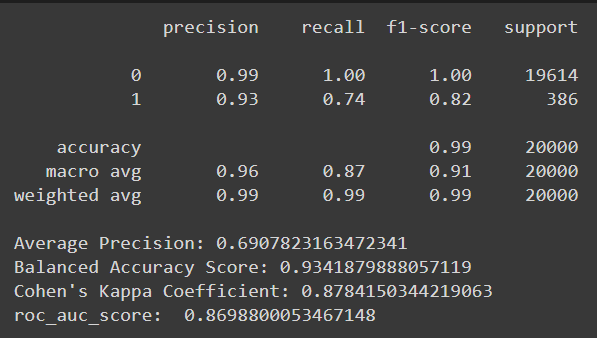 precision recall f1-score support
0 0.99 1.00 1.00 19614
1 0.93 0.74 0.82 386
accuracy 0.99 20000
macro avg 0.96 0.87 0.91 20000
weighted avg 0.99 0.99 0.99 20000
Average Precision: 0.6907823163472341
Balanced Accuracy Score: 0.9341879888057119
Cohen's Kappa Coefficient: 0.8784150344219063
roc_auc_score: 0.8698800053467148